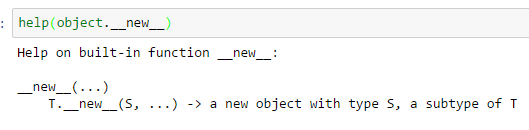 : help(object.__new__)
Help on built-in function __new__:
__new__(...)
T.__new__(S, ...) -> a new object with type S, a subtype of T